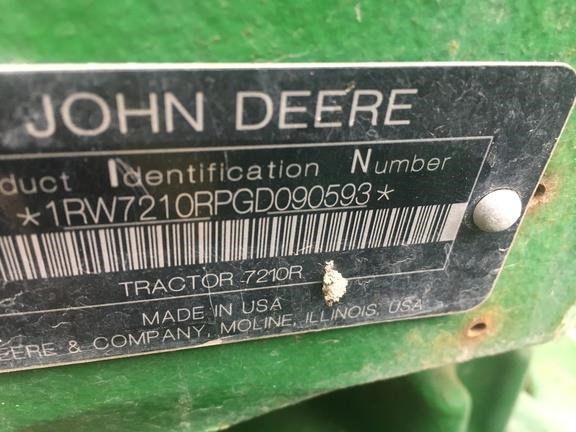 JOHN DEERE
duct Identification Number
*1RW7210RPGD090593*
TRACTOR 7210R
MADE IN USA
EERE & COMPANY, MOLINE, ILLINOIS, USA